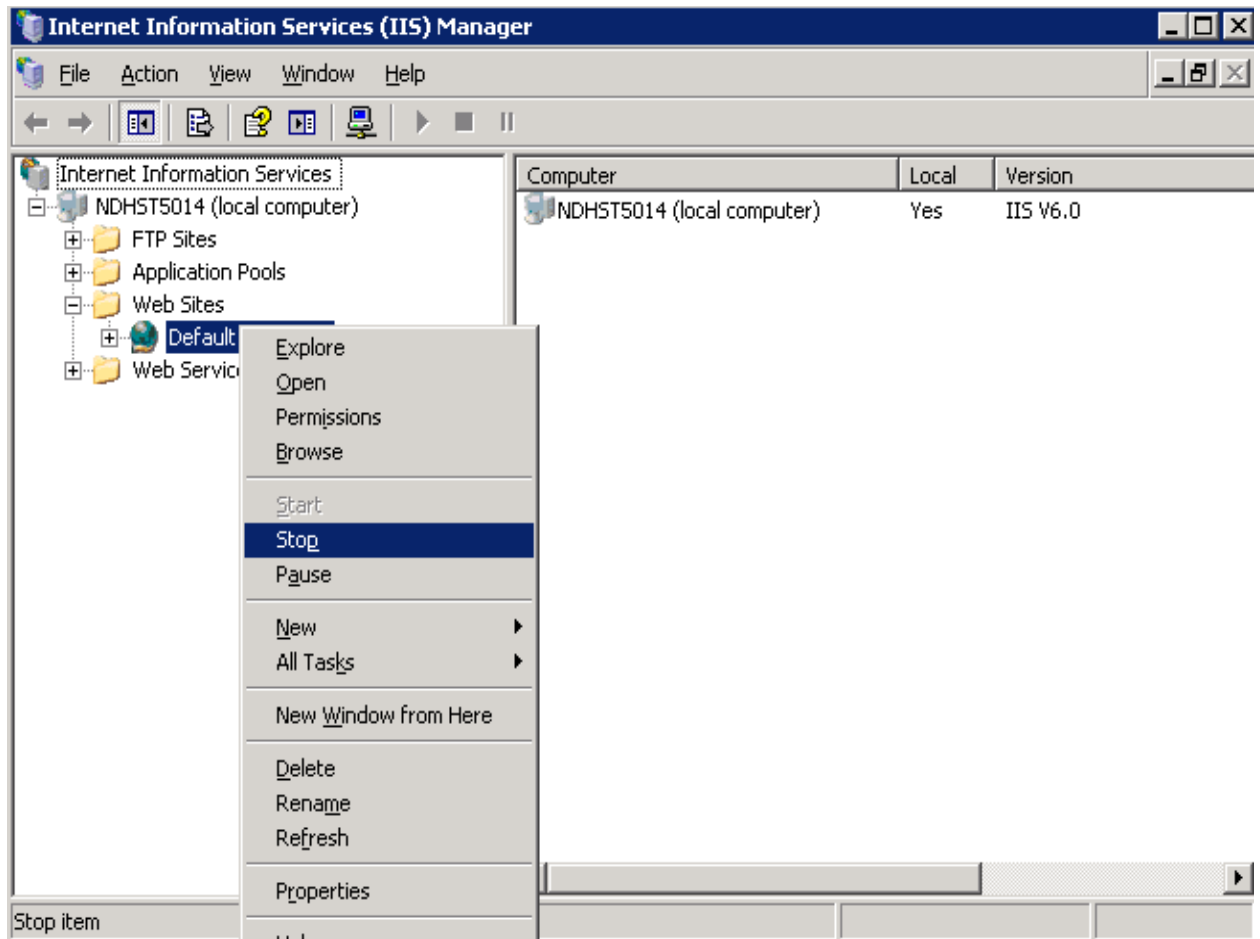 Internet Information Services (IIS) Manager
File Action View Window Help
Internet Information Services
Computer Local Version
NDHST5014 (local computer)
NDHST5014 (local computer) Yes IIS V6.0
FTP Sites
Application Pools
Web Sites
Default
Web Servic
Explore
Open
Permissions
Browse
Start
Stop
Pause
New
All Tasks
New Window from Here
Delete
Rename
Refresh
Properties
Stop item